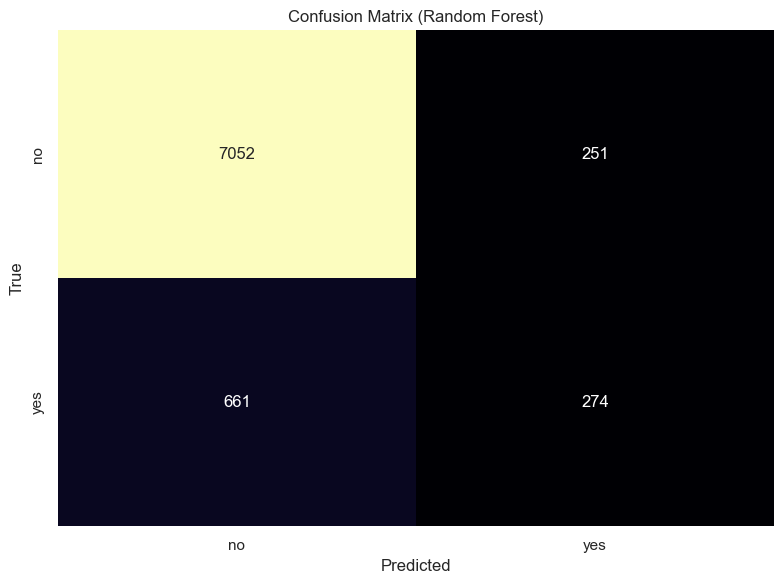 Confusion Matrix (Random Forest)
no
7052
251
True
yes
661
274
no
yes
Predicted